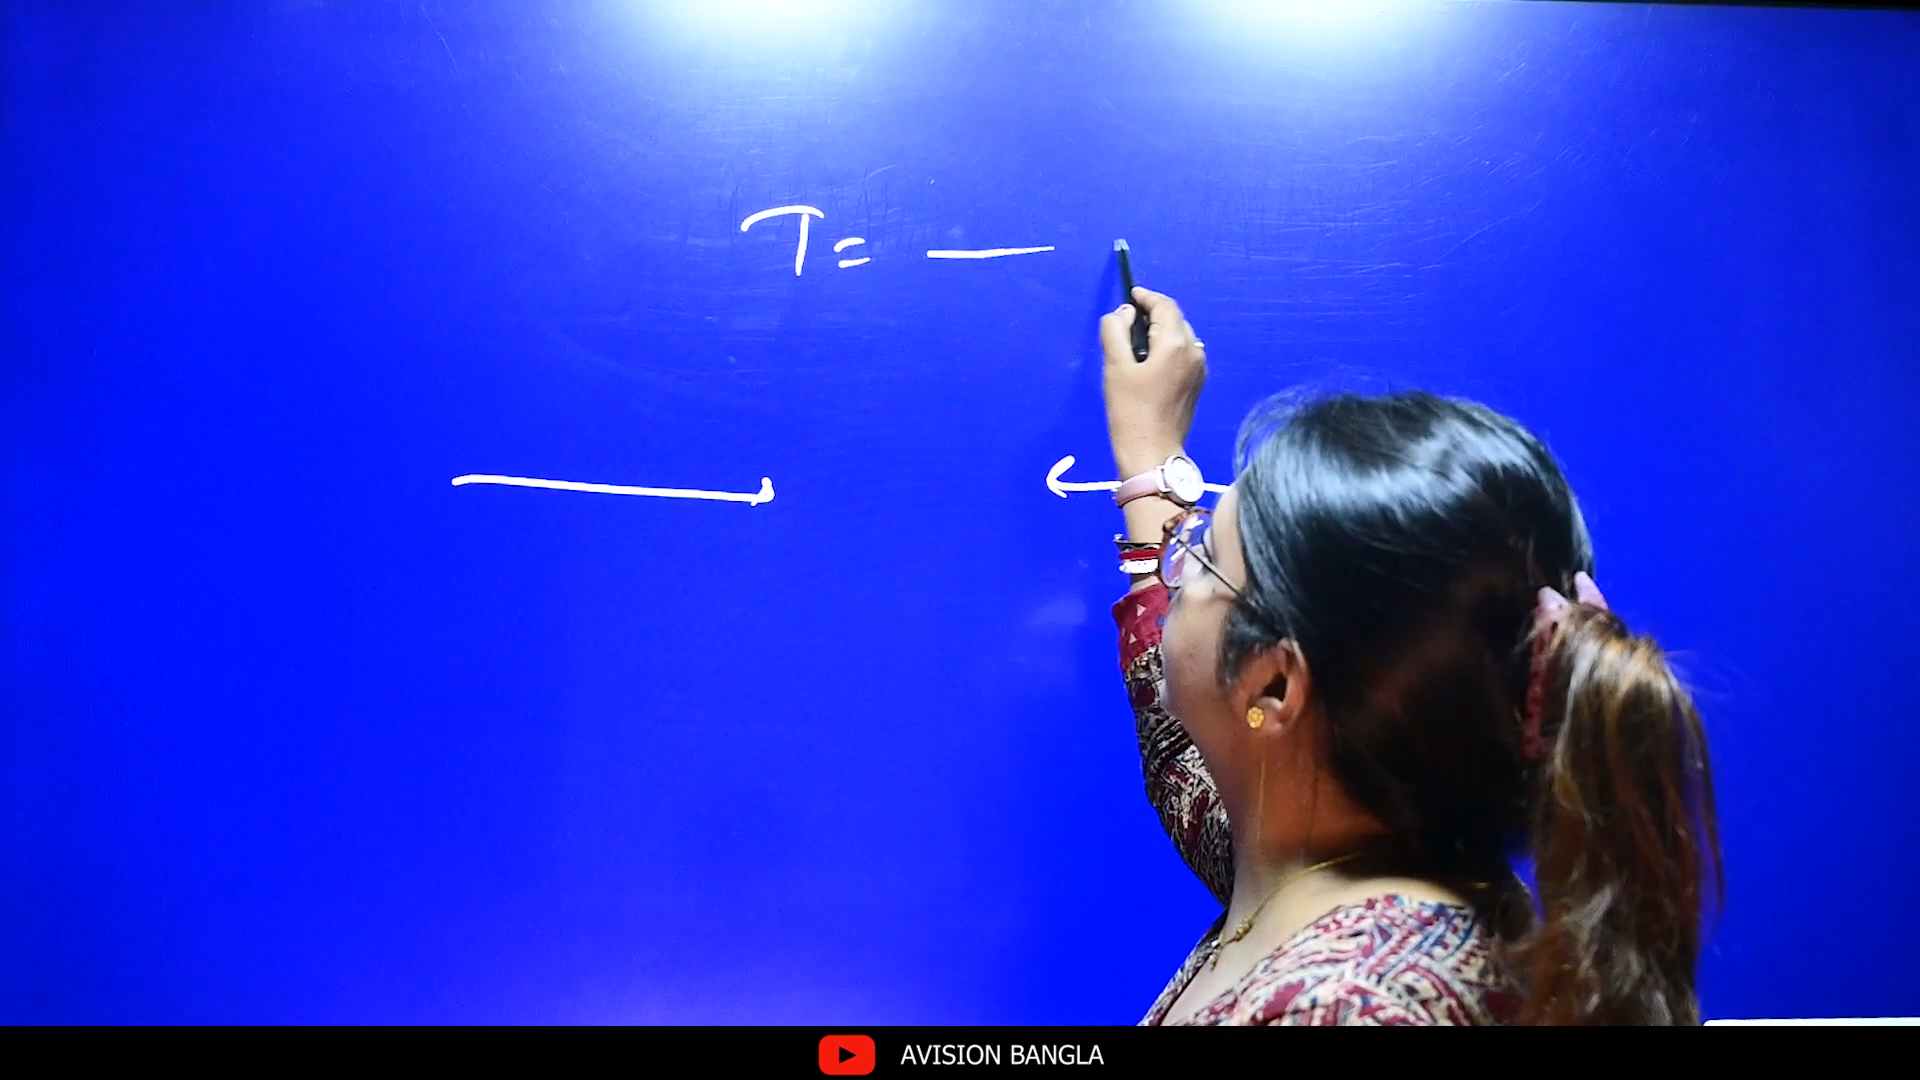 T = —
AVISION BANGLA